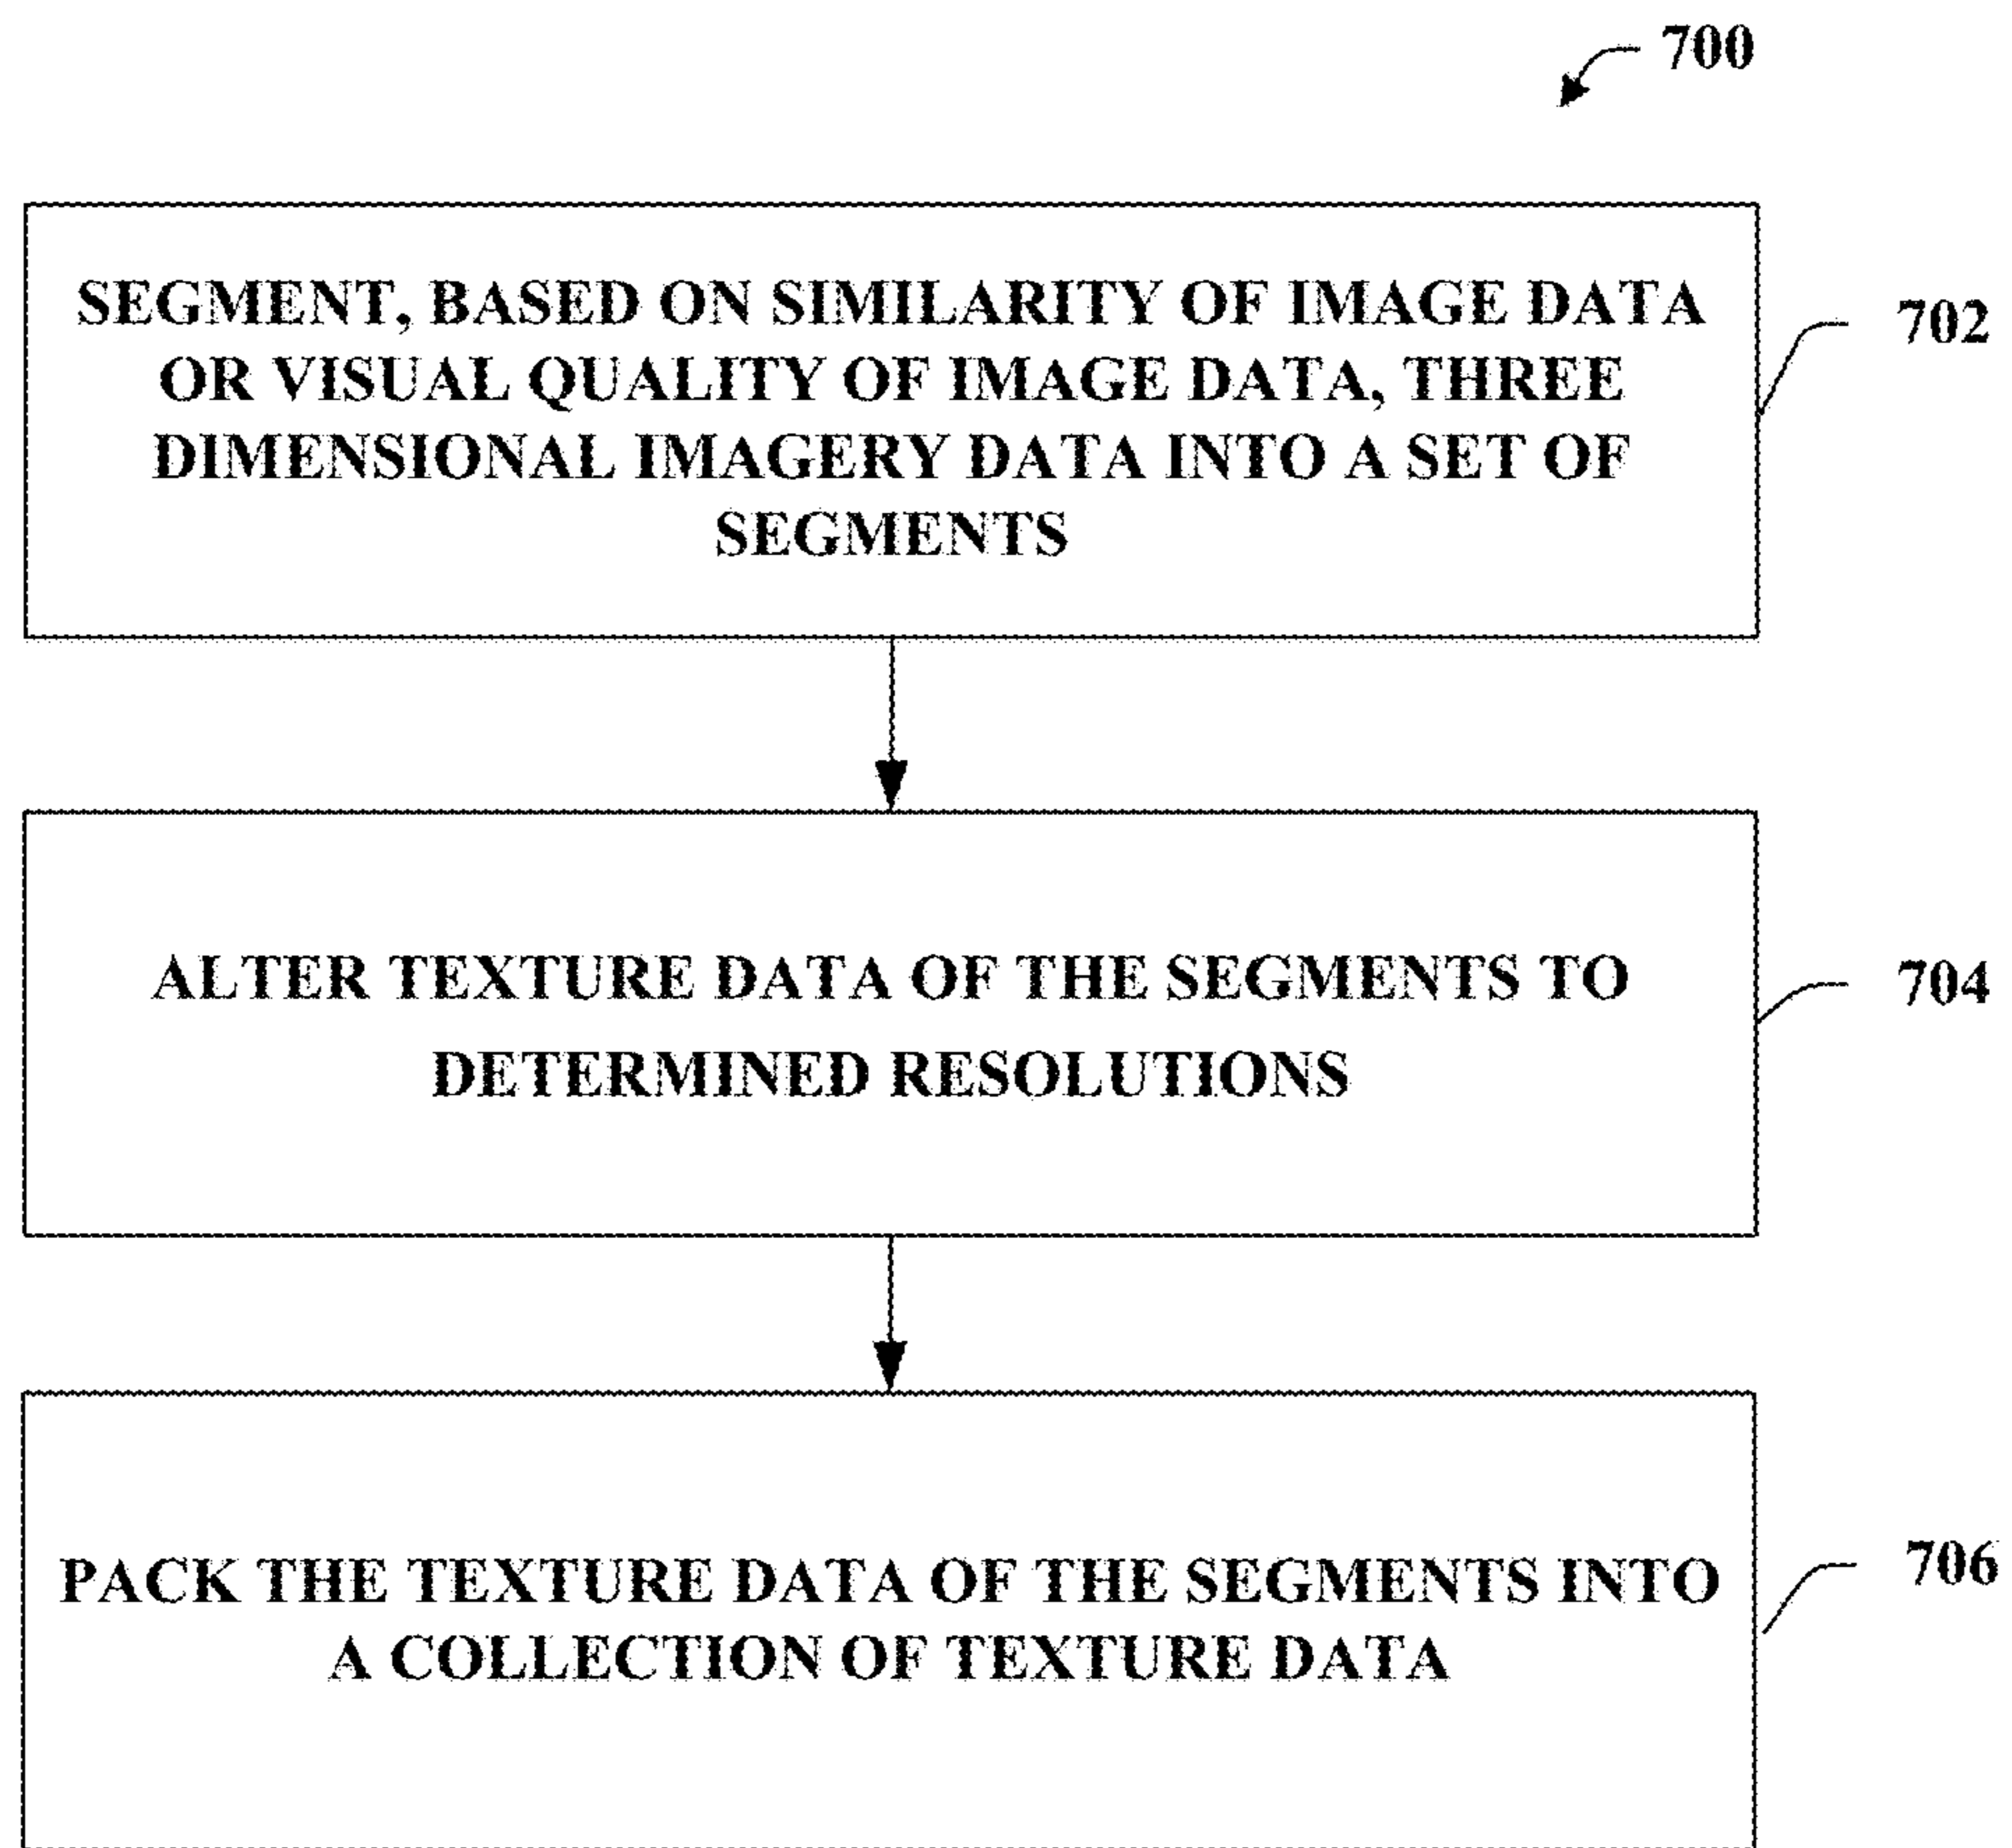 700
SEGMENT, BASED ON SIMILARITY OF IMAGE DATA
OR VISUAL QUALITY OF IMAGE DATA, THREE
DIMENSIONAL IMAGERY DATA INTO A SET OF
SEGMENTS
702
ALTER TEXTURE DATA OF THE SEGMENTS TO
DETERMINED RESOLUTIONS
704
PACK THE TEXTURE DATA OF THE SEGMENTS INTO
A COLLECTION OF TEXTURE DATA
706